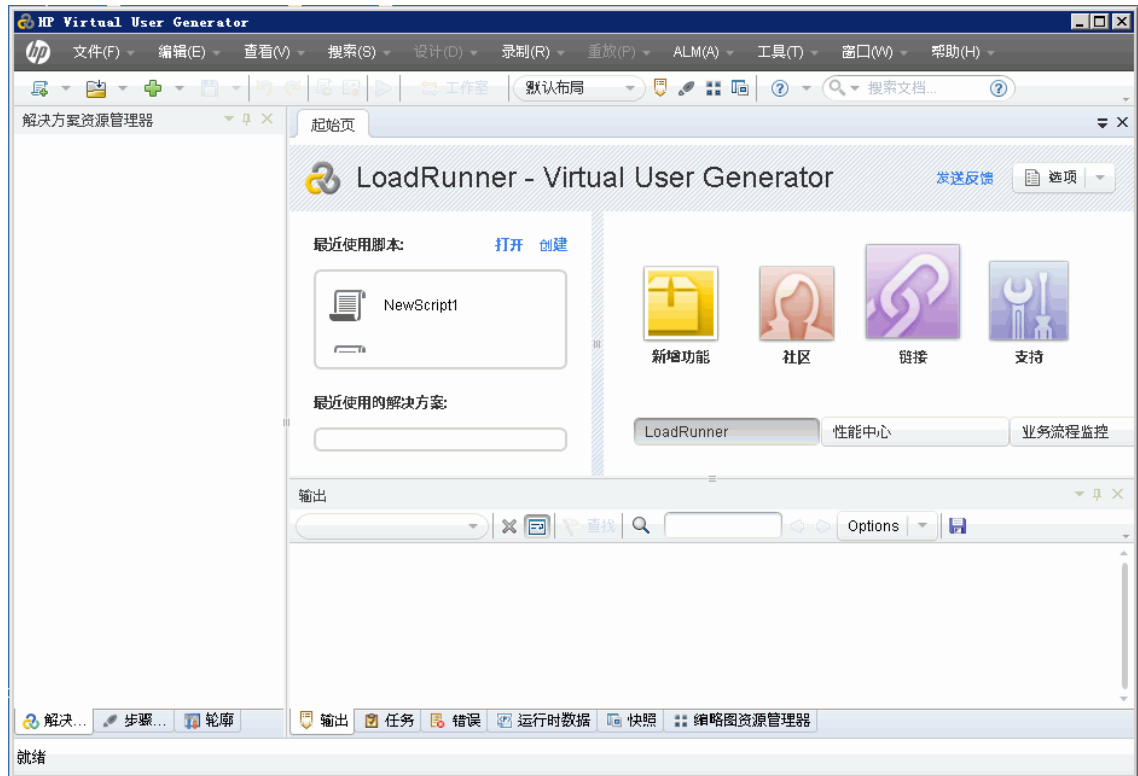 HP Virtual User Generator
hp 文件(F) 编辑(E) 查看(V) 搜索(S) 设计(D) 录制(R) 重放(P) ALM(A) 工具(T) 窗口(W) 帮助(H)
工作室 默认布局 搜索文档...
解决方案资源管理器
起始页
LoadRunner - Virtual User Generator
发送反馈 选项
最近使用脚本: 打开 创建
NewScript1
新增功能 社区 链接 支持
最近使用的解决方案:
LoadRunner 性能中心 业务流程监控
输出
查找 Options
解决... 步骤... 轮廓
输出 任务 错误 运行时数据 快照 缩略图资源管理器
就绪